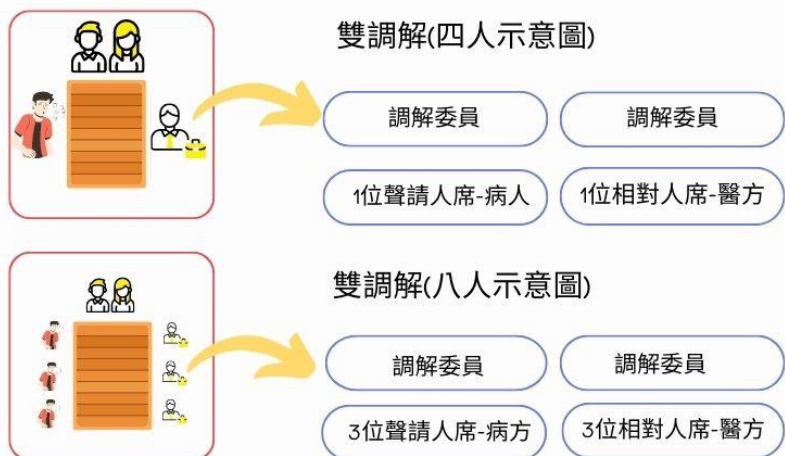 雙調解(四人示意圖)
調解委員
調解委員
1位聲請人席-病人
1位相對人席-醫方
雙調解(八人示意圖)
調解委員
調解委員
3位聲請人席-病方
3位相對人席-醫方